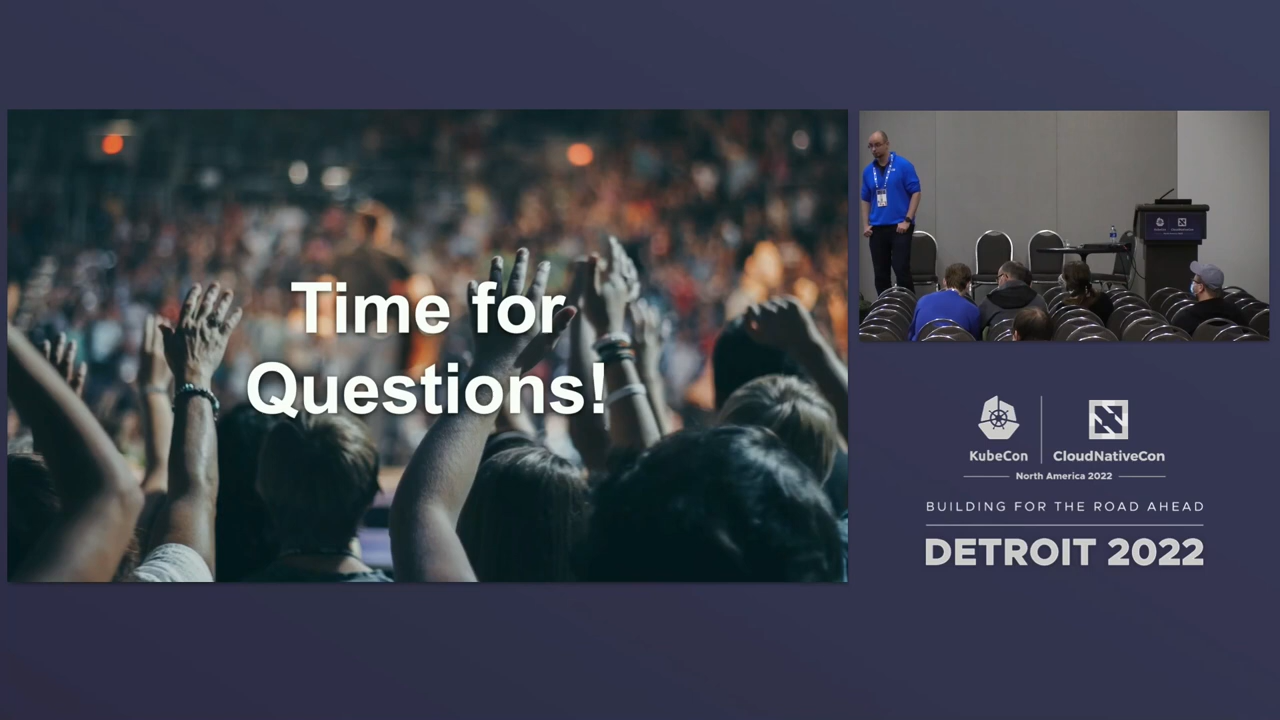 Time for
Questions!
KubeCon
CloudNativeCon
North America 2022
BUILDING FOR THE ROAD AHEAD
DETROIT 2022